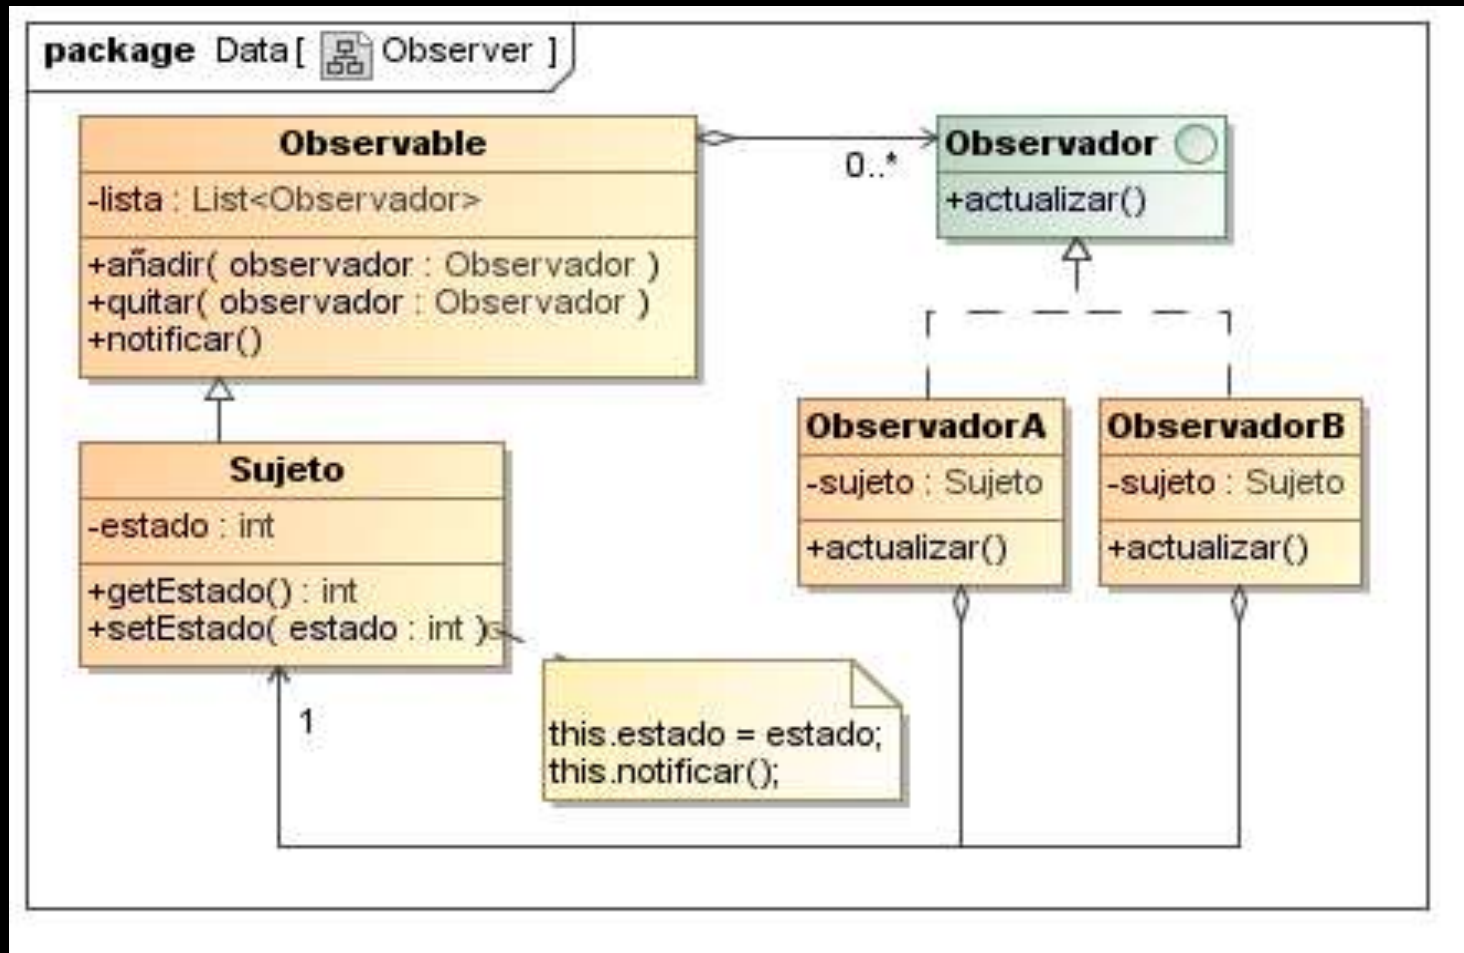 package Data[ Observer ]
Observable
-lista : List<Observador>
+añadir( observador : Observador )
+quitar( observador : Observador )
+notificar()
0..*
Observador
+actualizar()
Sujeto
-estado : int
+getEstado() : int
+setEstado( estado : int )
ObservadorA
-sujeto : Sujeto
+actualizar()
ObservadorB
-sujeto : Sujeto
+actualizar()
1
this.estado = estado;
this.notificar();